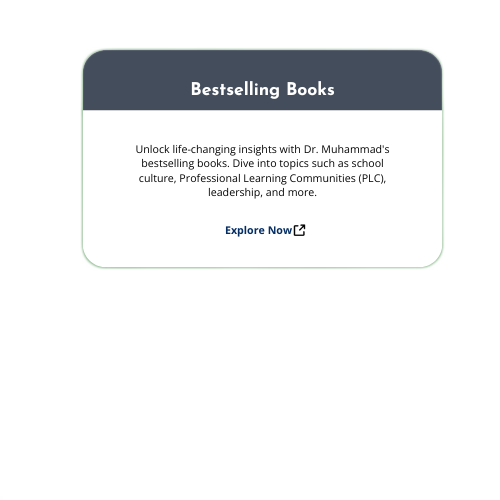 Bestselling Books
Unlock life-changing insights with Dr. Muhammad's
bestselling books. Dive into topics such as school
culture, Professional Learning Communities (PLC),
leadership, and more.
Explore Now